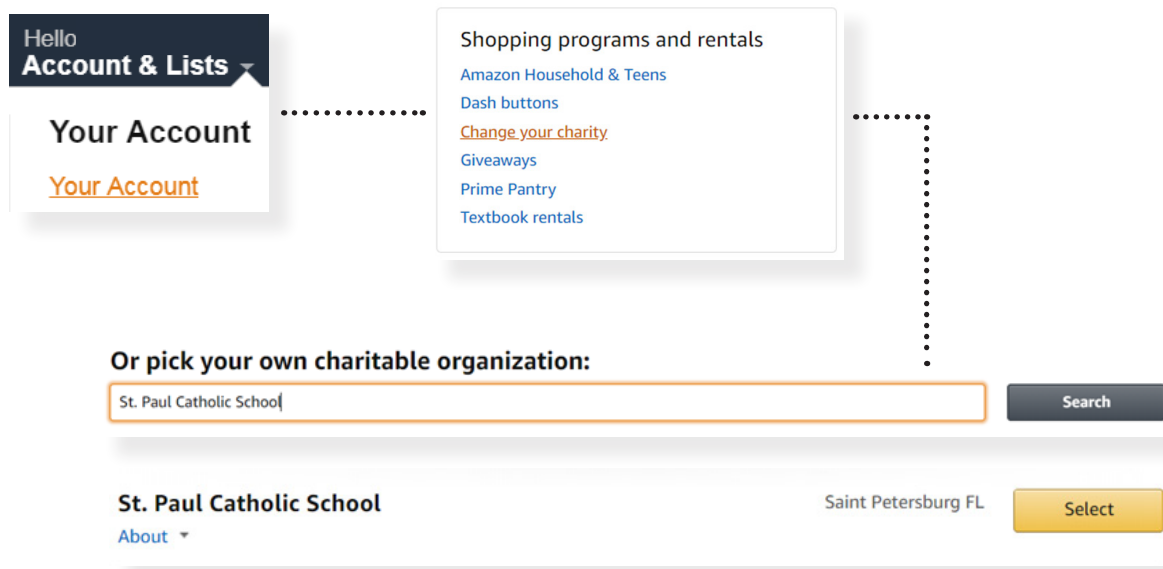 Hello
Account & Lists
Your Account
Your Account
Shopping programs and rentals
Amazon Household & Teens
Dash buttons
Change your charity
Giveaways
Prime Pantry
Textbook rentals
Or pick your own charitable organization:
St. Paul Catholic School
Search
St. Paul Catholic School
Saint Petersburg FL
Select
About